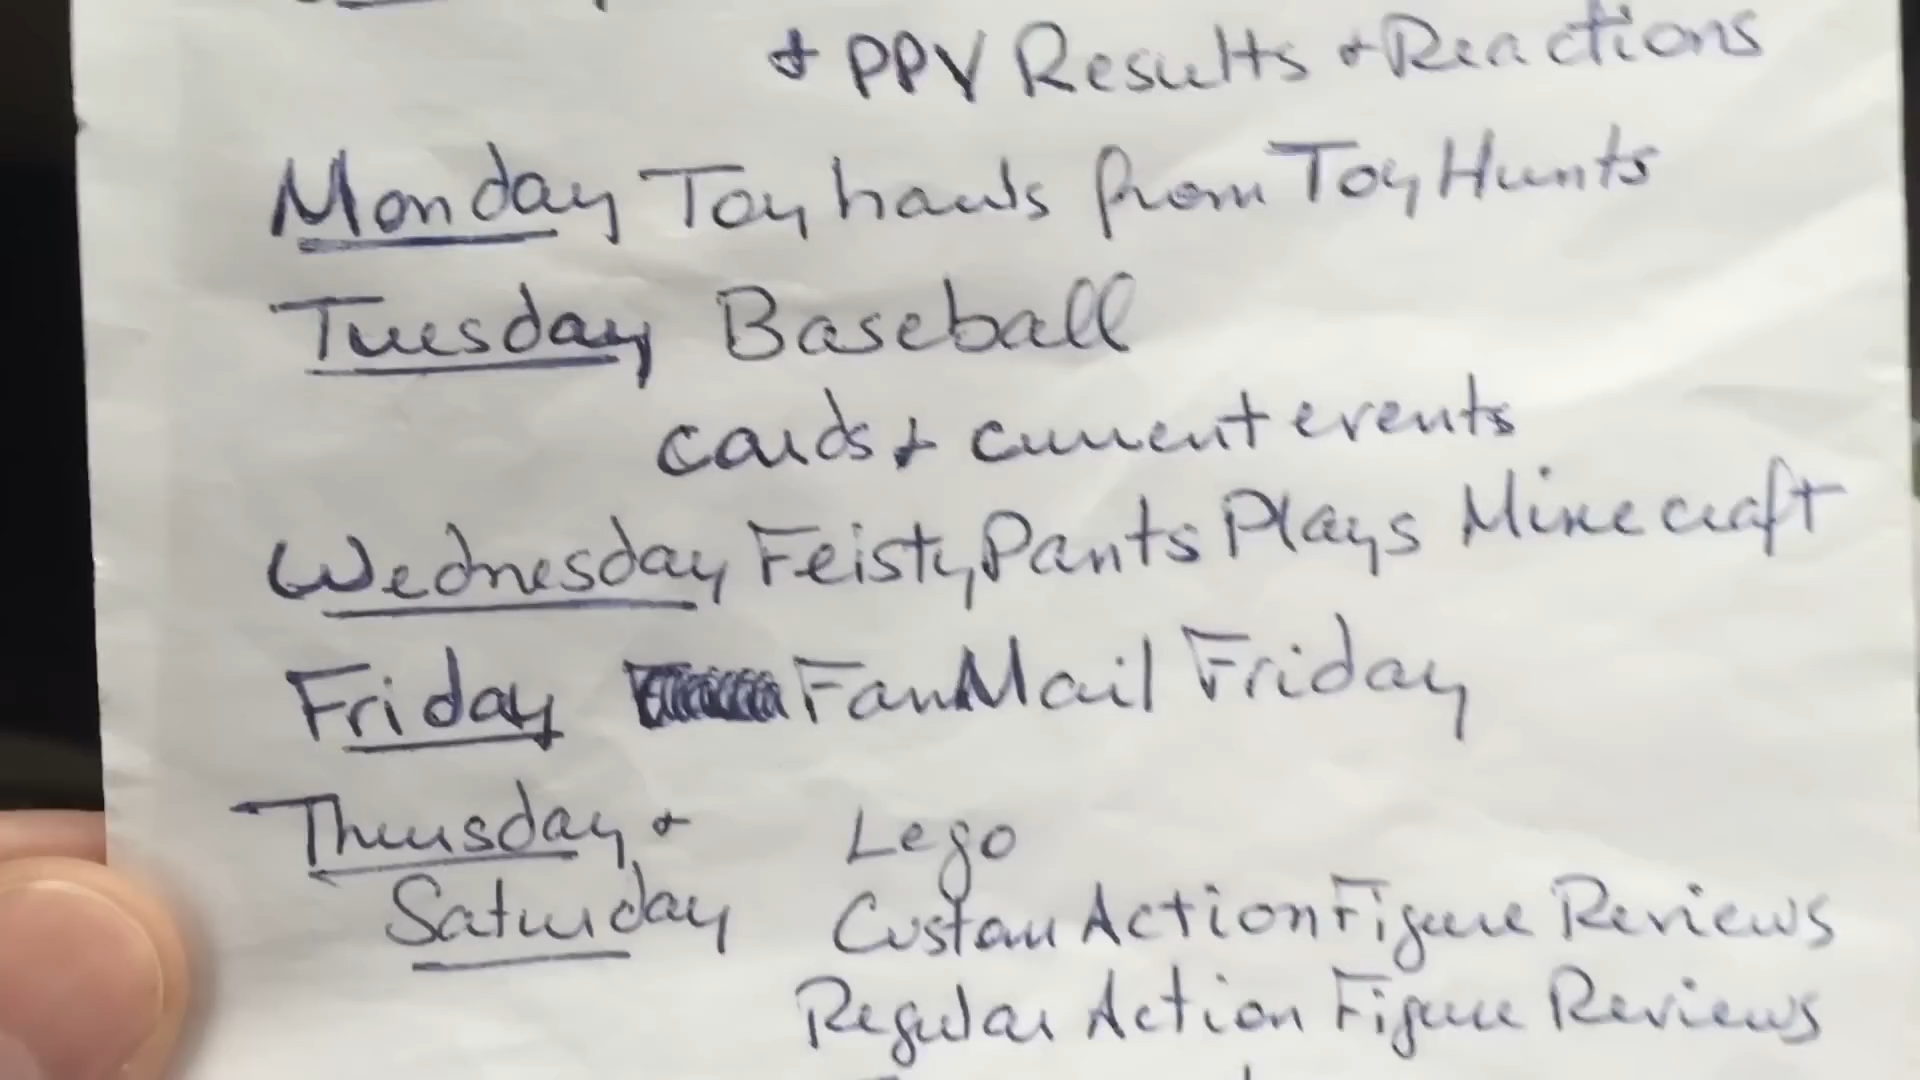 + PPV Results + Reactions
Monday Toy hauls from Toy Hunts
Tuesday Baseball
cards + current events
Wednesday FeistyPants Plays Minecraft
Friday FanMail Friday
Thursday + Lego
Saturday Custom Action Figure Reviews
Regular Action Figure Reviews